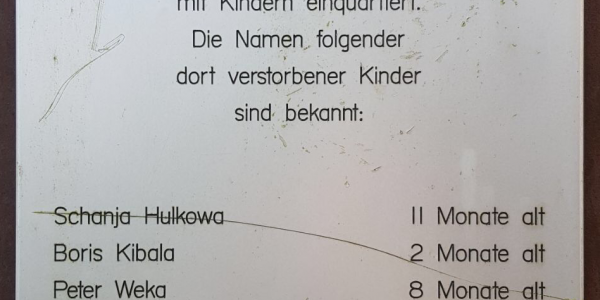 mit Kindern einquartiert.
Die Namen folgender
dort verstorbener Kinder
sind bekannt:
Schanja Hulkowa 11 Monate alt
Boris Kibala 2 Monate alt
Peter Weka 8 Monate alt